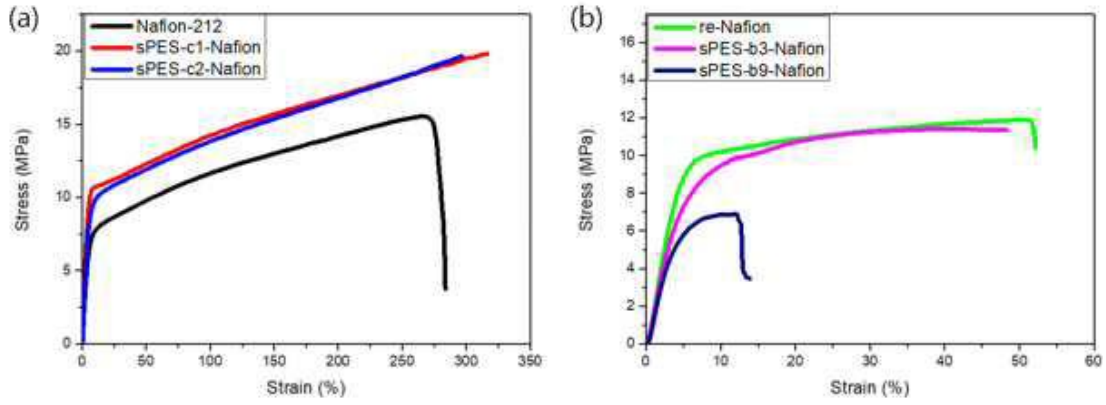 (a)
Nafion-212
sPES-c1-Nafion
sPES-c2-Nafion
Stress (MPa)
20
15
10
5
0
0 50 100 150 200 250 300 350
Strain (%)
(b)
re-Nafion
sPES-b3-Nafion
sPES-b9-Nafion
Stress (MPa)
16
14
12
10
8
6
4
2
0
0 10 20 30 40 50 60
Strain (%)